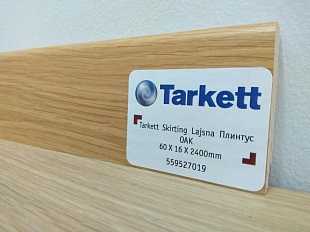 Tarkett
Tarkett Skirting Lajsna Плинтус
OAK
60 X 16 X 2400mm
559527019